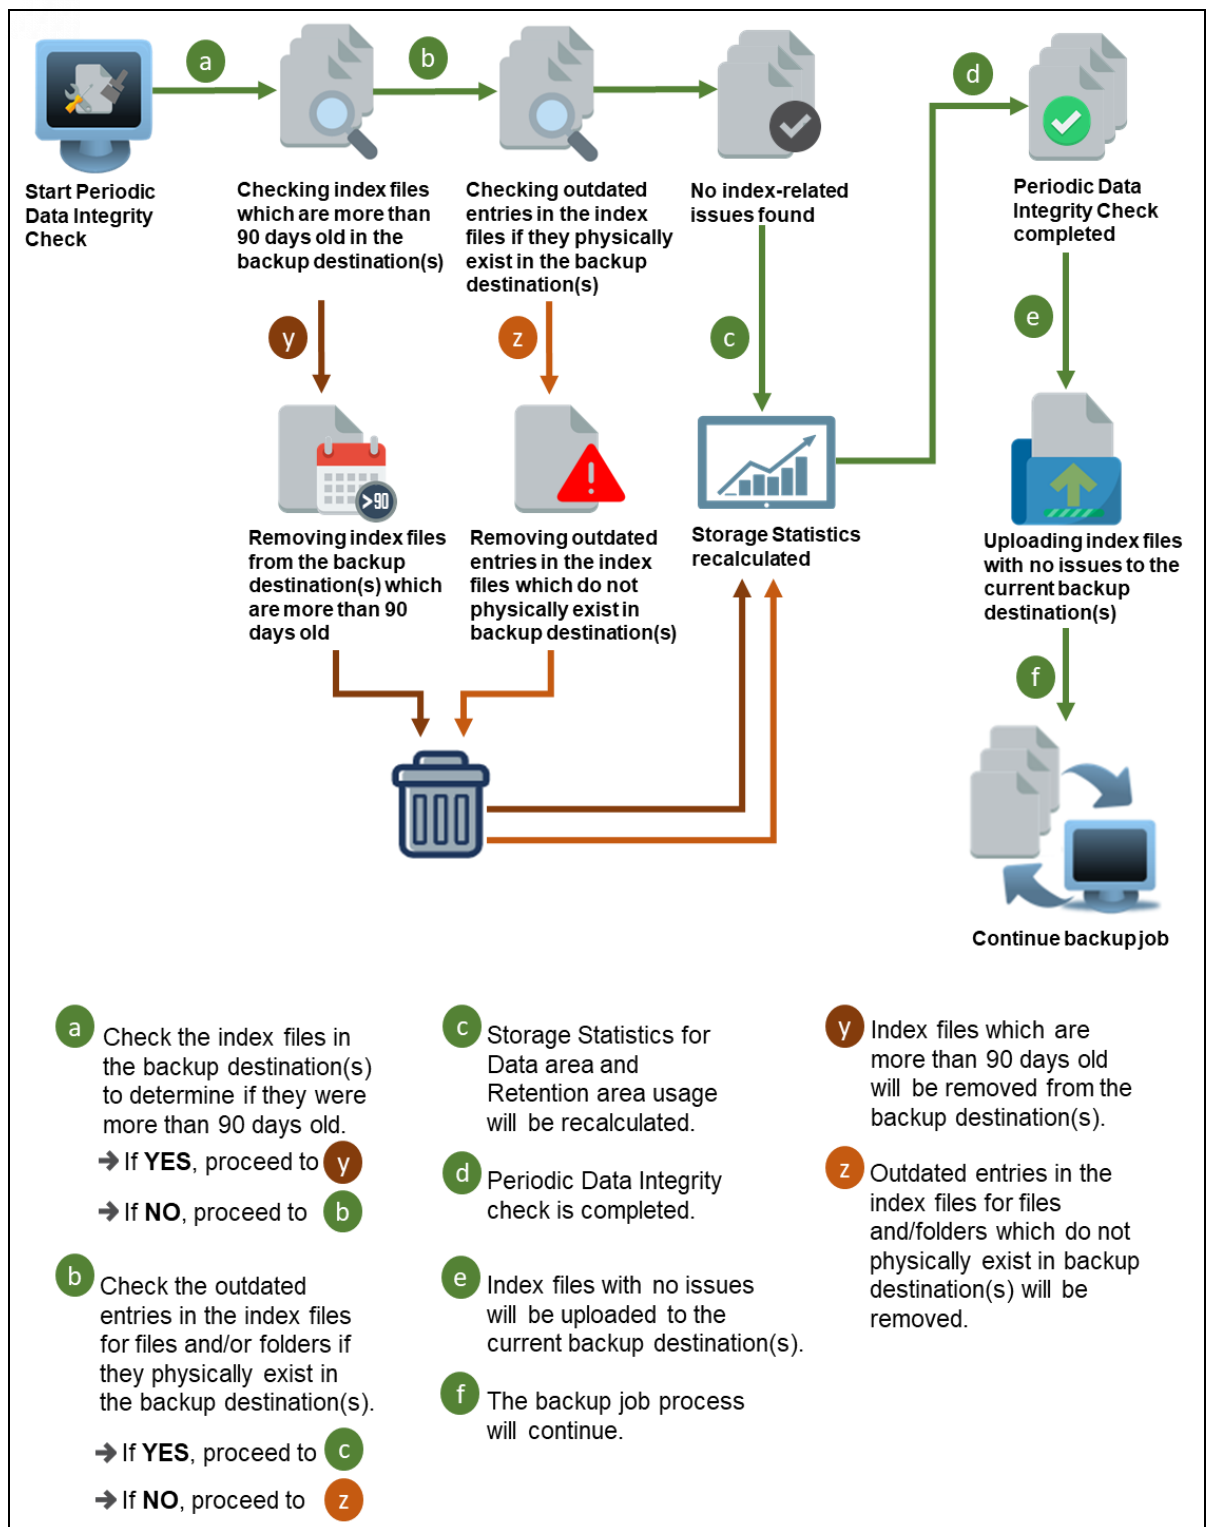 a
b
d
Start Periodic
Data Integrity
Check
Checking index files
which are more than
90 days old in the
backup destination(s)
Checking outdated
entries in the index
files if they physically
exist in the backup
destination(s)
No index-related
issues found
Periodic Data
Integrity Check
completed
y
z
c
e
>90
Removing index files
from the backup
destination(s) which
are more than 90
days old
Removing outdated
entries in the index
files which do not
physically exist in
backup destination(s)
Storage Statistics
recalculated
Uploading index files
with no issues to the
current backup
destination(s)
f
Continue backup job
a
Check the index files in
the backup destination(s)
to determine if they were
more than 90 days old.
➔ If YES, proceed to y
➔ If NO, proceed to b
b
Check the outdated
entries in the index files
for files and/or folders if
they physically exist in
the backup destination(s).
➔ If YES, proceed to c
➔ If NO, proceed to z
c
Storage Statistics for
Data area and
Retention area usage
will be recalculated.
d
Periodic Data Integrity
check is completed.
e
Index files with no issues
will be uploaded to the
current backup destination(s).
f
The backup job process
will continue.
y
Index files which are
more than 90 days old
will be removed from the
backup destination(s).
z
Outdated entries in the
index files for files
and/folders which do not
physically exist in backup
destination(s) will be
removed.